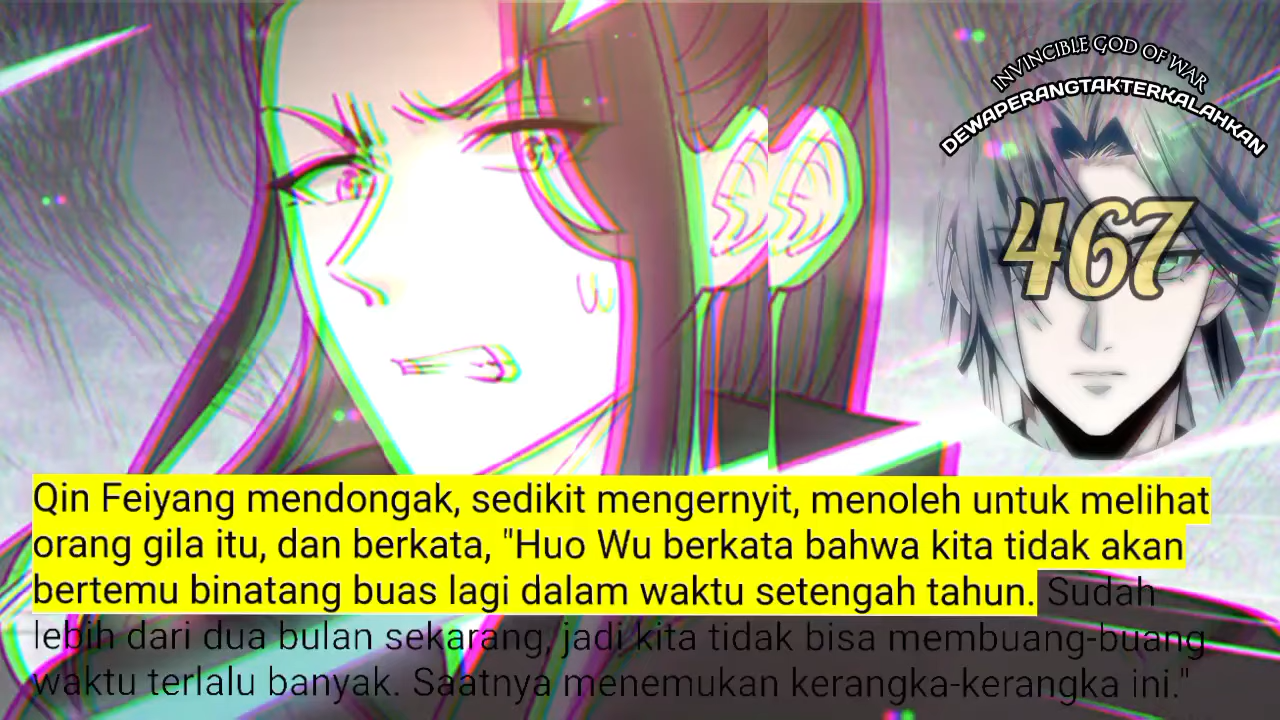 INVINCIBLE GOD OF WAR
DEWAPERANGTAKTERKALAHKAN
467
Qin Feiyang mendongak, sedikit mengernyit, menoleh untuk melihat
orang gila itu, dan berkata, "Huo Wu berkata bahwa kita tidak akan
bertemu binatang buas lagi dalam waktu setengah tahun. Sudah
lebih dari dua bulan sekarang, jadi kita tidak bisa membuang-buang
waktu terlalu banyak. Saatnya menemukan kerangka-kerangka ini."